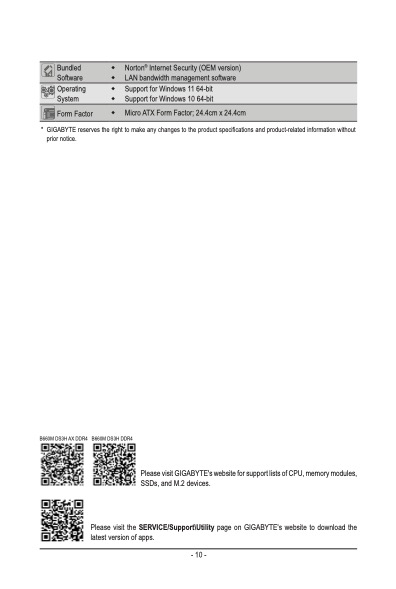 Bundled ◆ Norton® Internet Security (OEM version)
Software ◆ LAN bandwidth management software
Operating ◆ Support for Windows 11 64-bit
System ◆ Support for Windows 10 64-bit
Form Factor ◆ Micro ATX Form Factor; 24.4cm x 24.4cm
* GIGABYTE reserves the right to make any changes to the product specifications and product-related information without
prior notice.
B660M DS3H AX DDR4 B660M DS3H DDR4
Please visit GIGABYTE's website for support lists of CPU, memory modules,
SSDs, and M.2 devices.
Please visit the SERVICE/Support\Utility page on GIGABYTE's website to download the
latest version of apps.
- 10 -